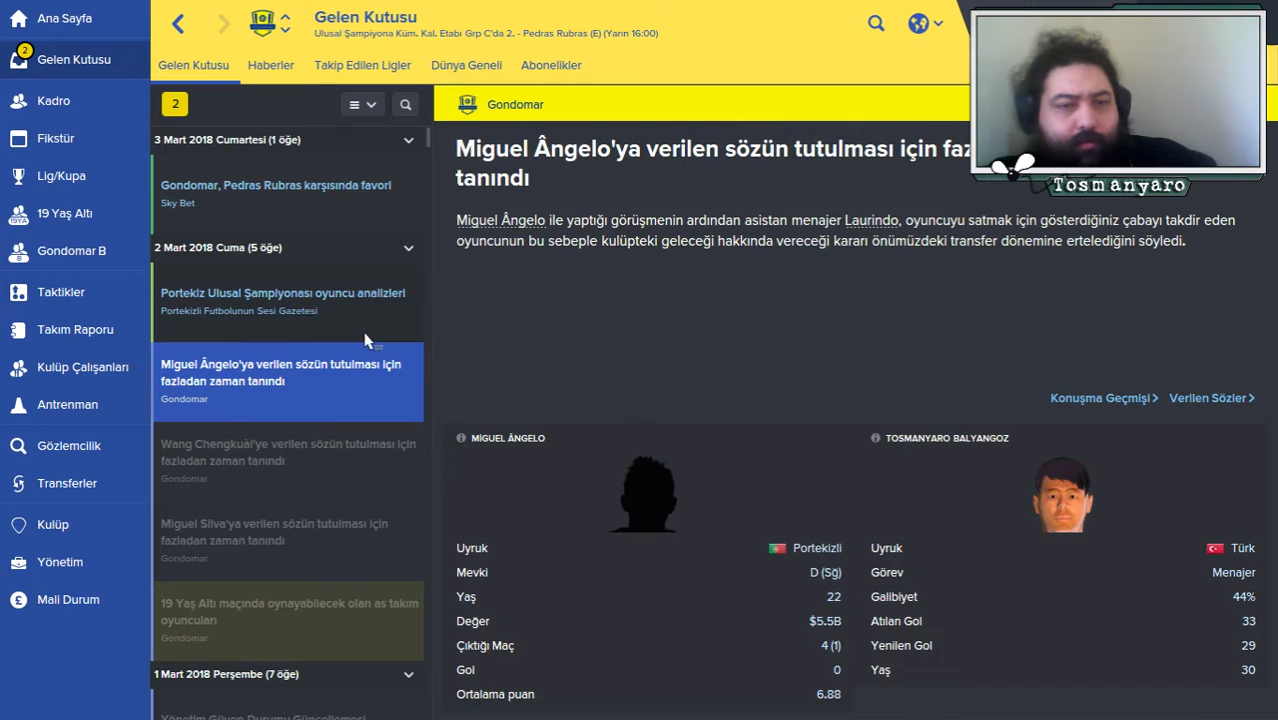 Ana Sayfa
2
Gelen Kutusu
Kadro
Fikstür
Lig/Kupa
19 Yaş Altı
Gondomar B
Taktikler
Takım Raporu
Kulüp Çalışanları
Antrenman
Gözlemcilik
Transferler
Kulüp
Yönetim
Mali Durum
Gelen Kutusu
Ulusal Şampiyona Küm. Kal. Etabı Grp C'da 2. - Pedras Rubras (E) (Yarın 16:00)
Gelen Kutusu Haberler Takip Edilen Ligler Dünya Geneli Abonelikler
2
3 Mart 2018 Cumartesi (1 öğe)
Gondomar, Pedras Rubras karşısında favori
Sky Bet
2 Mart 2018 Cuma (5 öğe)
Portekiz Ulusal Şampiyonası oyuncu analizleri
Portekizli Futbolunun Sesi Gazetesi
Miguel Ângelo'ya verilen sözün tutulması için
fazladan zaman tanındı
Gondomar
Wang Chengkuài'ye verilen sözün tutulması için
fazladan zaman tanındı
Gondomar
Miguel Silva'ya verilen sözün tutulması için
fazladan zaman tanındı
Gondomar
19 Yaş Altı maçında oynayabilecek olan as takım
oyuncuları
Gondomar
1 Mart 2018 Perşembe (7 öğe)
Yönetim Güven Durumu Güncellemesi
Gondomar
Miguel Ângelo'ya verilen sözün tutulması için faz
tanındı
Miguel Ângelo ile yaptığı görüşmenin ardından asistan menajer Laurindo, oyuncuyu satmak için gösterdiğiniz çabayı takdir eden
oyuncunun bu sebeple kulüpteki geleceği hakkında vereceği kararı önümüzdeki transfer dönemine ertelediğini söyledi.
Konuşma Geçmişi Verilen Sözler
MİGUEL ÂNGELO
Uyruk Portekizli
Mevki D (Sğ)
Yaş 22
Değer $5.5B
Çıktığı Maç 4 (1)
Gol 0
Ortalama puan 6.88
TOSMANYARO BALYANGOZ
Uyruk Türk
Görev Menajer
Galibiyet 44%
Atılan Gol 33
Yenilen Gol 29
Yaş 30
Tosmanyaro